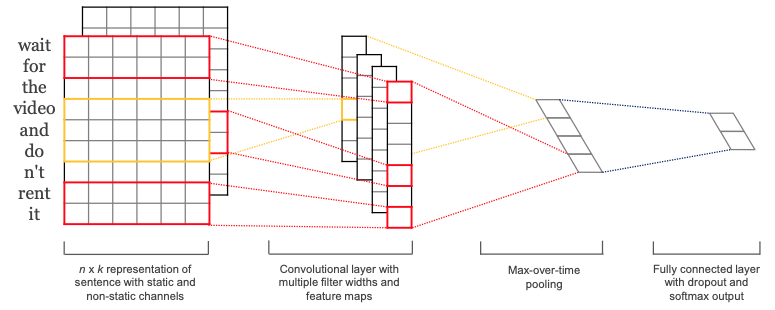 wait
for
the
video
and
do
n't
rent
it
n x k representation of
sentence with static and
non-static channels
Convolutional layer with
multiple filter widths and
feature maps
Max-over-time
pooling
Fully connected layer
with dropout and
softmax output